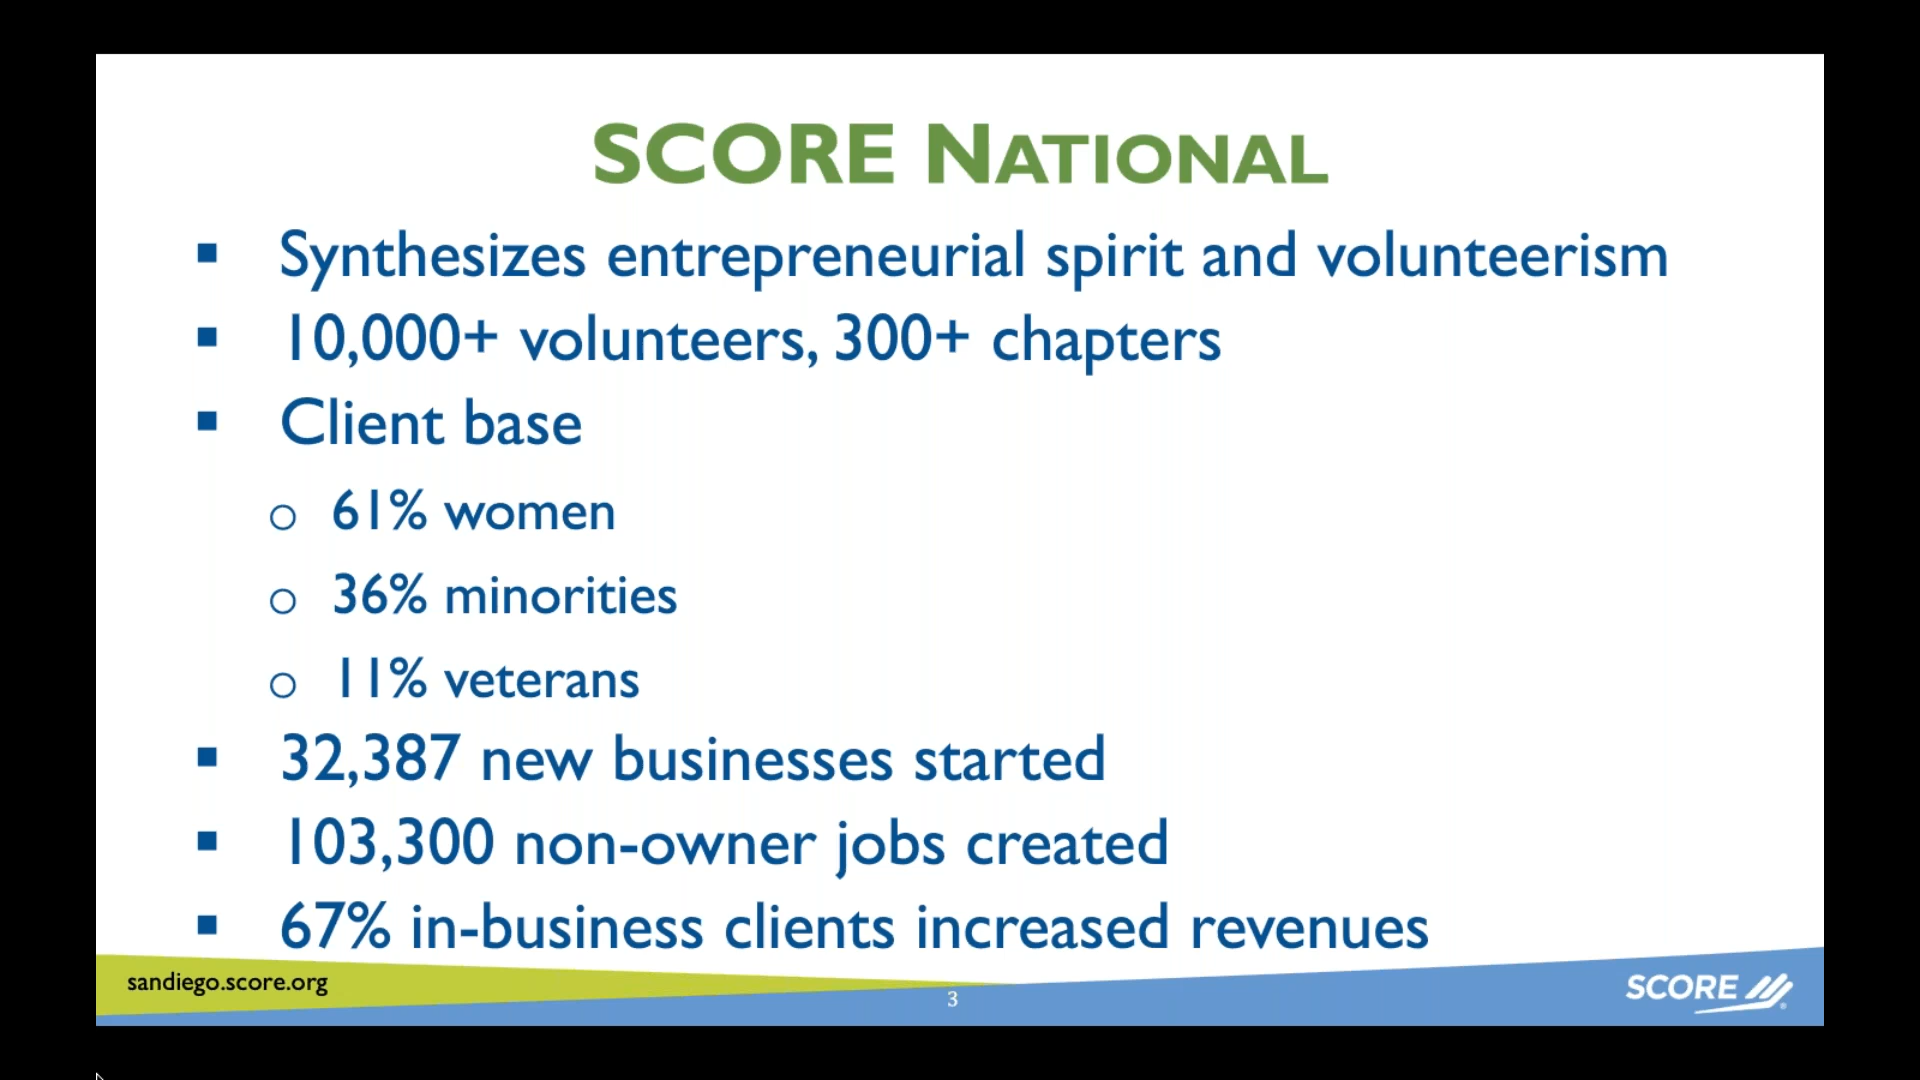 SCORE NATIONAL
▪ Synthesizes entrepreneurial spirit and volunteerism
▪ 10,000+ volunteers, 300+ chapters
▪ Client base
o 61% women
o 36% minorities
o 11% veterans
▪ 32,387 new businesses started
▪ 103,300 non-owner jobs created
▪ 67% in-business clients increased revenues
sandiego.score.org
3
SCORE